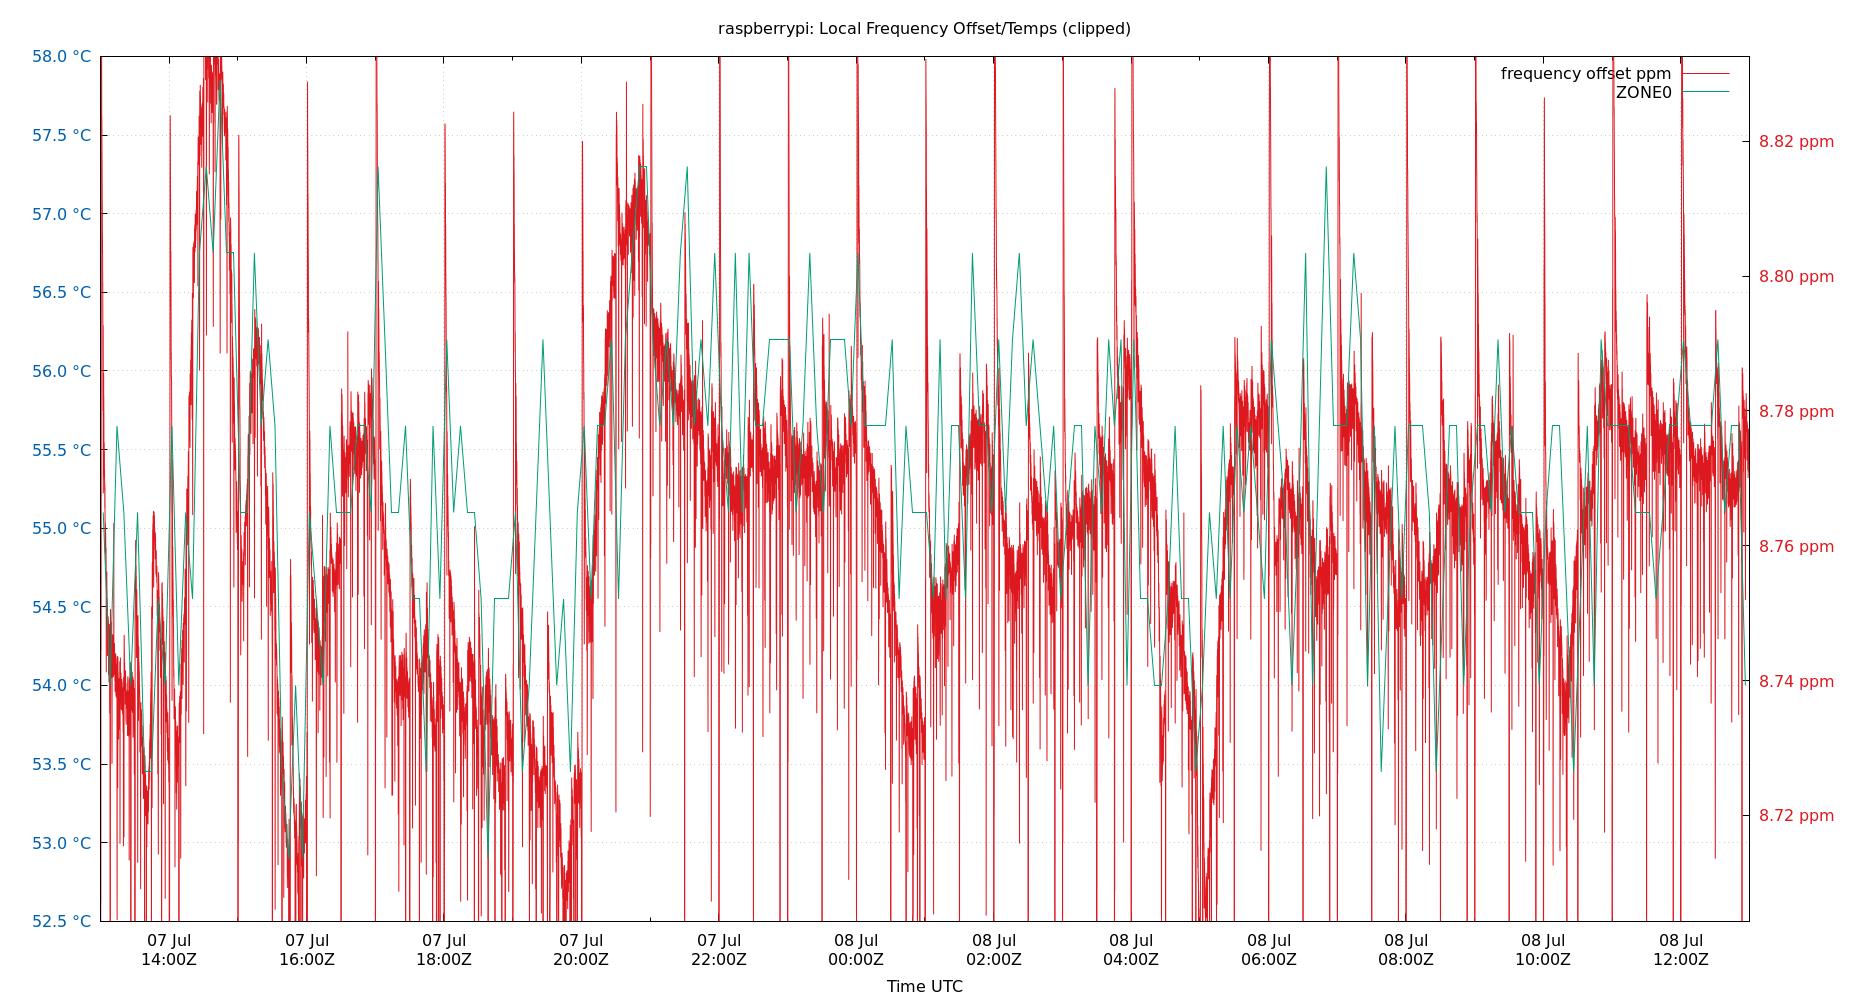 raspberrypi: Local Frequency Offset/Temps (clipped)
58.0 °C
57.5 °C
57.0 °C
56.5 °C
56.0 °C
55.5 °C
55.0 °C
54.5 °C
54.0 °C
53.5 °C
53.0 °C
52.5 °C
frequency offset ppm
ZONE0
8.82 ppm
8.80 ppm
8.78 ppm
8.76 ppm
8.74 ppm
8.72 ppm
07 Jul 07 Jul 07 Jul 07 Jul 07 Jul 08 Jul 08 Jul 08 Jul 08 Jul 08 Jul 08 Jul 08 Jul
14:00Z 16:00Z 18:00Z 20:00Z 22:00Z 00:00Z 02:00Z 04:00Z 06:00Z 08:00Z 10:00Z 12:00Z
Time UTC